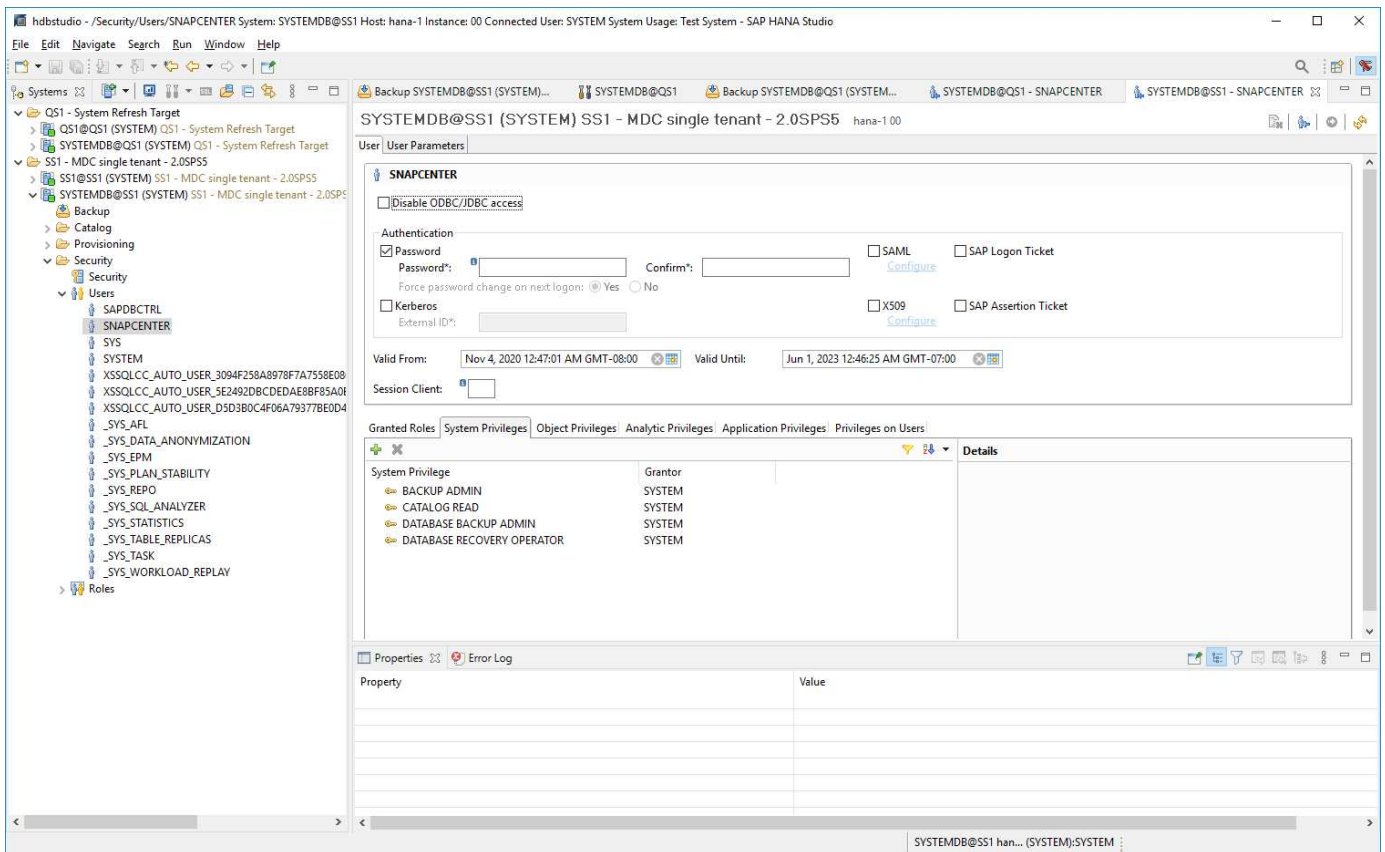 hdbstudio - /Security/Users/SNAPCENTER System: SYSTEMDB@SS1 Host: hana-1 Instance: 00 Connected User: SYSTEM System Usage: Test System - SAP HANA Studio
File Edit Navigate Search Run Window Help
Systems
Backup SYSTEMDB@SS1 (SYSTEM)... SYSTEMDB@QS1 Backup SYSTEMDB@QS1 (SYSTEM... SYSTEMDB@QS1 - SNAPCENTER SYSTEMDB@SS1 - SNAPCENTER
QS1 - System Refresh Target
QS1@QS1 (SYSTEM) QS1 - System Refresh Target
SYSTEMDB@QS1 (SYSTEM) QS1 - System Refresh Target
SS1 - MDC single tenant - 2.0SPS5
SS1@SS1 (SYSTEM) SS1 - MDC single tenant - 2.0SPS5
SYSTEMDB@SS1 (SYSTEM) SS1 - MDC single tenant - 2.0SPS
Backup
Catalog
Provisioning
Security
Security
Users
SAPDBCTRL
SNAPCENTER
SYS
SYSTEM
XSSQLCC_AUTO_USER_3094F258A8978F7A7558E08
XSSQLCC_AUTO_USER_5E2492DBCDEDAE8BF85A0
XSSQLCC_AUTO_USER_D5D3B0C4F06A79377BE0D4
_SYS_AFL
_SYS_DATA_ANONYMIZATION
_SYS_EPM
_SYS_PLAN_STABILITY
_SYS_REPO
_SYS_SQL_ANALYZER
_SYS_STATISTICS
_SYS_TABLE_REPLICAS
_SYS_TASK
_SYS_WORKLOAD_REPLAY
Roles
SYSTEMDB@SS1 (SYSTEM) SS1 - MDC single tenant - 2.0SPS5 hana-1 00
User User Parameters
SNAPCENTER
Disable ODBC/JDBC access
Authentication
Password SAML SAP Logon Ticket
Password*: Confirm*: Configure
Force password change on next logon: Yes No
Kerberos X509 SAP Assertion Ticket
External ID*: Configure
Valid From: Nov 4, 2020 12:47:01 AM GMT-08:00 Valid Until: Jun 1, 2023 12:46:25 AM GMT-07:00
Session Client:
Granted Roles System Privileges Object Privileges Analytic Privileges Application Privileges Privileges on Users
Details
System Privilege Grantor
BACKUP ADMIN SYSTEM
CATALOG READ SYSTEM
DATABASE BACKUP ADMIN SYSTEM
DATABASE RECOVERY OPERATOR SYSTEM
Properties Error Log
Property Value
SYSTEMDB@SS1 han... (SYSTEM):SYSTEM